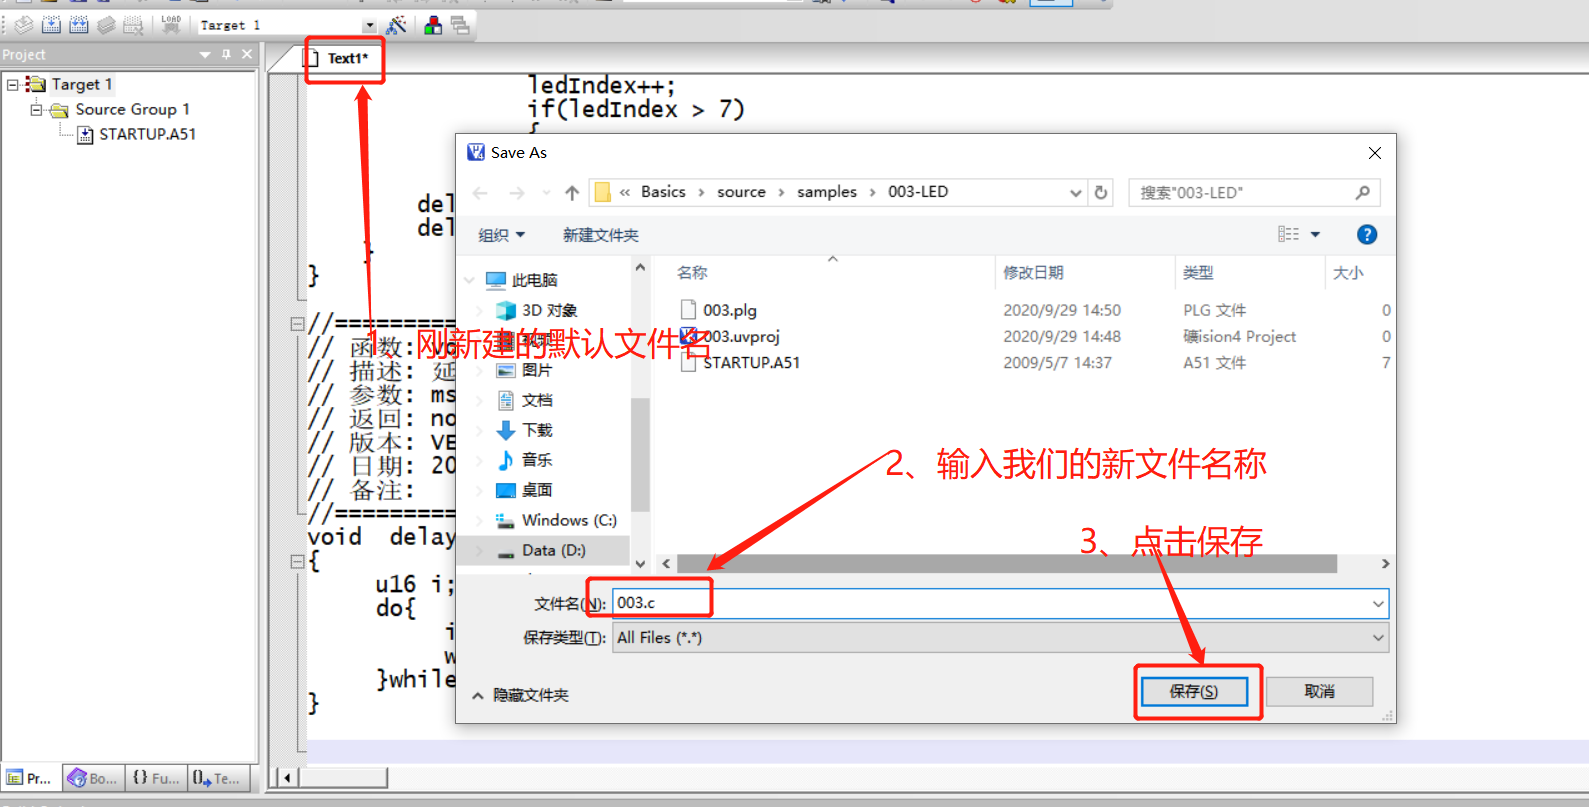 LOAD
Target 1
Project
Text1*
Target 1
Source Group 1
STARTUP.A51
ledIndex++;
if(ledIndex > 7)
{
del
del
}
}
//=========
// 函数: vo
// 描述: 延
// 参数: ms
// 返回: no
// 版本: VE
// 日期: 20
// 备注:
//=========
void delay
{
u16 i;
do{
i
w
}while
}
1、刚新建的默认文件名
2、输入我们的新文件名称
3、点击保存
Save As
« Basics › source › samples › 003-LED
搜索"003-LED"
组织
新建文件夹
此电脑
3D 对象
视频
图片
文档
下载
音乐
桌面
Windows (C:)
Data (D:)
名称 修改日期 类型 大小
003.plg 2020/9/29 14:50 PLG 文件 0
003.uvproj 2020/9/29 14:48 礦ision4 Project 0
STARTUP.A51 2009/5/7 14:37 A51 文件 7
文件名(N): 003.c
保存类型(T): All Files (*.*)
隐藏文件夹
保存(S)
取消
Pr...
Bo...
{} Fu...
Te...